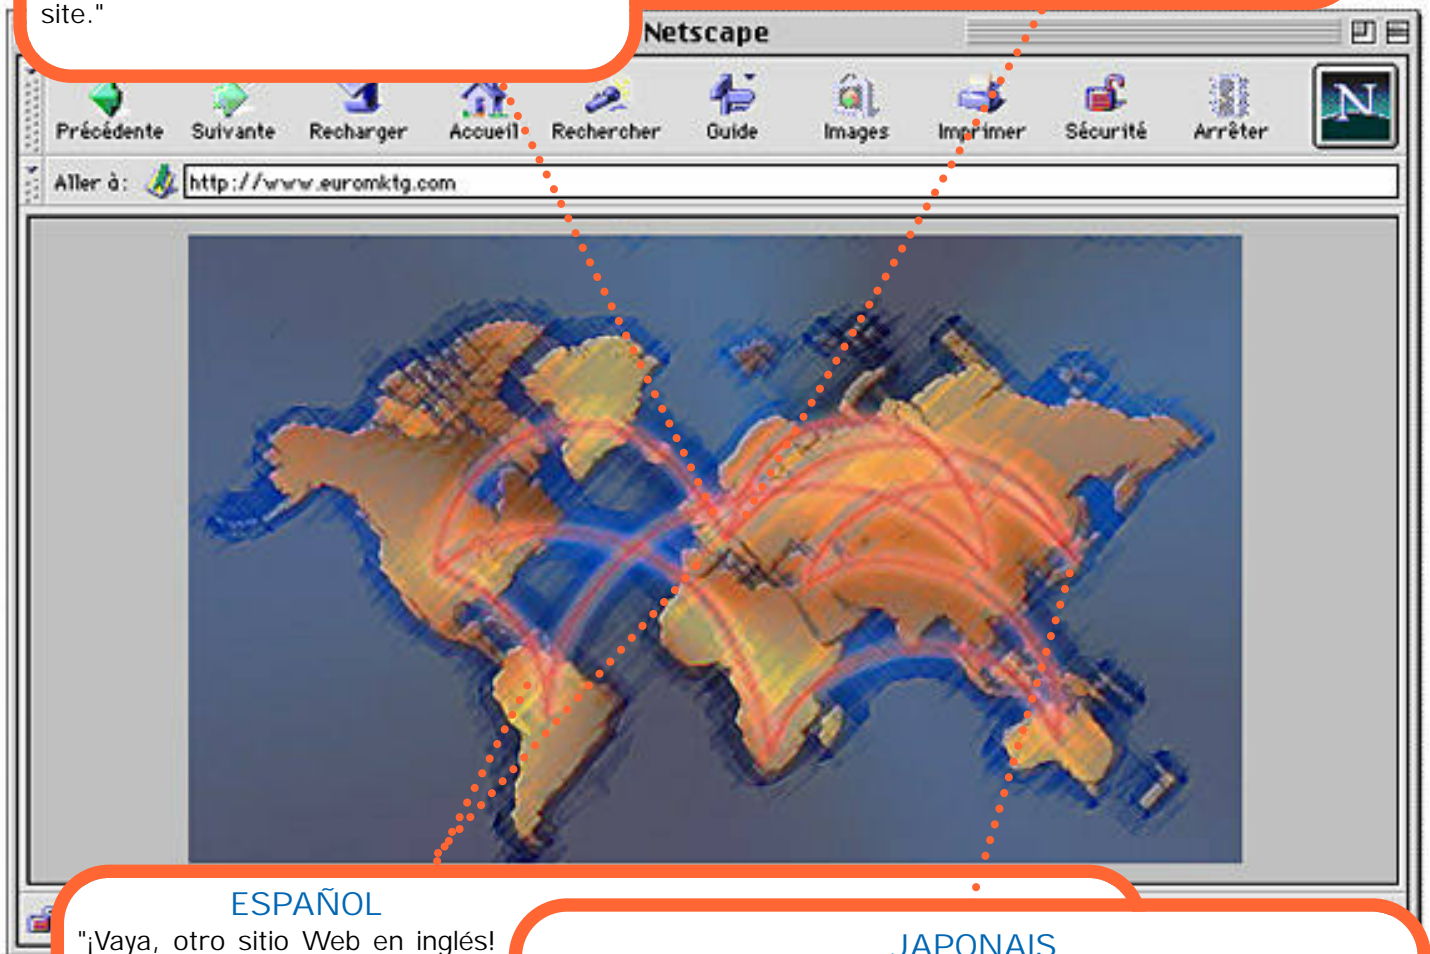 site."
Netscape
Précédente Suivante Recharger Accueil Rechercher Guide Images Imprimer Sécurité Arrêter
N
Aller à: http://www.euromktg.com
ESPAÑOL
"¡Vaya, otro sitio Web en inglés!
JAPONAIS